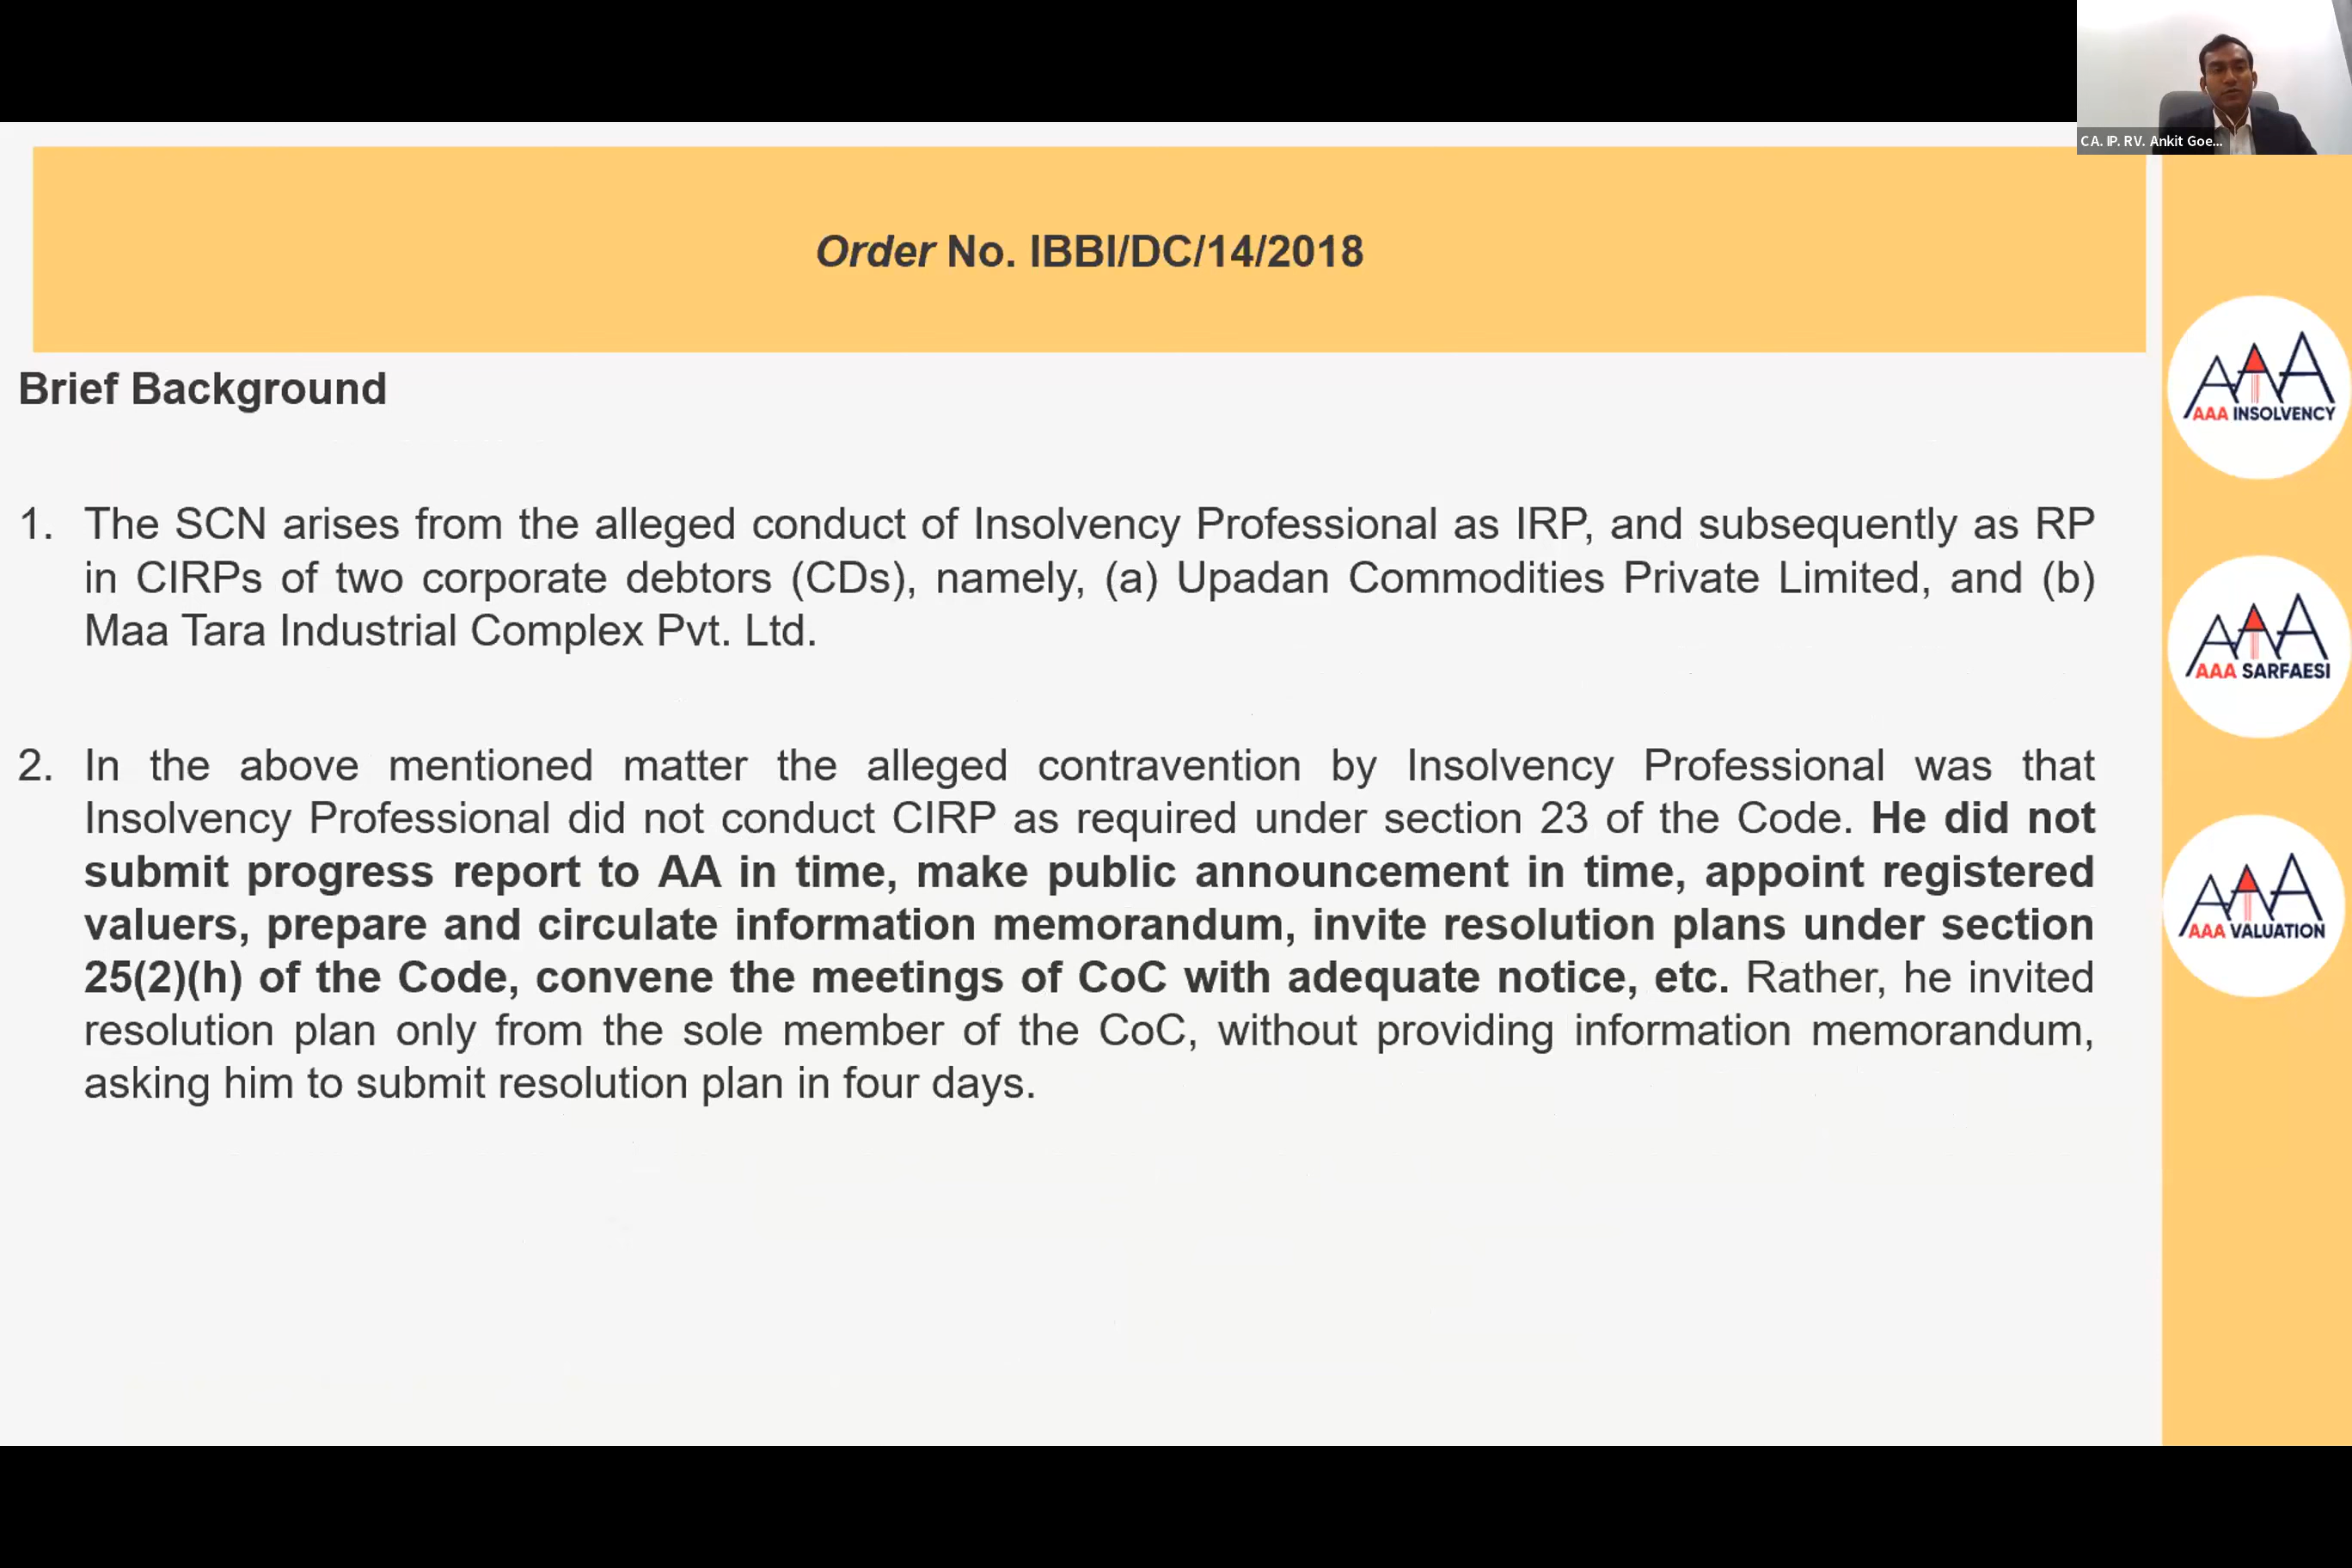 CA. IP. RV. Ankit Goe...
Order No. IBBI/DC/14/2018
Brief Background
1. The SCN arises from the alleged conduct of Insolvency Professional as IRP, and subsequently as RP
in CIRPs of two corporate debtors (CDs), namely, (a) Upadan Commodities Private Limited, and (b)
Maa Tara Industrial Complex Pvt. Ltd.
2. In the above mentioned matter the alleged contravention by Insolvency Professional was that
Insolvency Professional did not conduct CIRP as required under section 23 of the Code. He did not
submit progress report to AA in time, make public announcement in time, appoint registered
valuers, prepare and circulate information memorandum, invite resolution plans under section
25(2)(h) of the Code, convene the meetings of CoC with adequate notice, etc. Rather, he invited
resolution plan only from the sole member of the CoC, without providing information memorandum,
asking him to submit resolution plan in four days.
AAA
AAA INSOLVENCY
AAA
AAA SARFAESI
AAA
AAA VALUATION